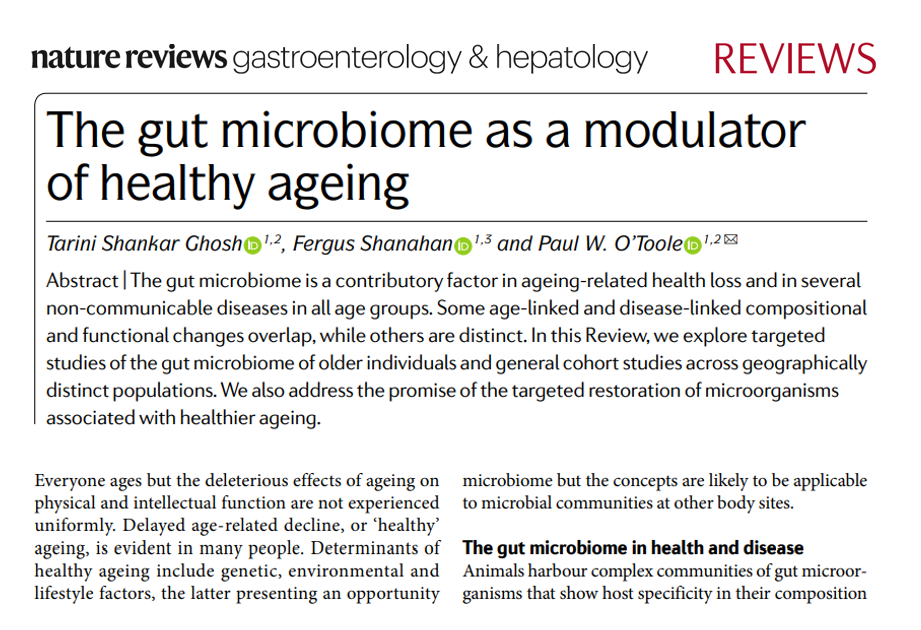 nature reviews gastroenterology & hepatology
REVIEWS
The gut microbiome as a modulator
of healthy ageing
Tarini Shankar Ghosh iD 1,2, Fergus Shanahan iD 1,3 and Paul W. O'Toole iD 1,2 ✉
Abstract | The gut microbiome is a contributory factor in ageing-related health loss and in several
non-communicable diseases in all age groups. Some age-linked and disease-linked compositional
and functional changes overlap, while others are distinct. In this Review, we explore targeted
studies of the gut microbiome of older individuals and general cohort studies across geographically
distinct populations. We also address the promise of the targeted restoration of microorganisms
associated with healthier ageing.
Everyone ages but the deleterious effects of ageing on
physical and intellectual function are not experienced
uniformly. Delayed age-related decline, or ‘healthy’
ageing, is evident in many people. Determinants of
healthy ageing include genetic, environmental and
lifestyle factors, the latter presenting an opportunity
microbiome but the concepts are likely to be applicable
to microbial communities at other body sites.
The gut microbiome in health and disease
Animals harbour complex communities of gut microor-
ganisms that show host specificity in their composition